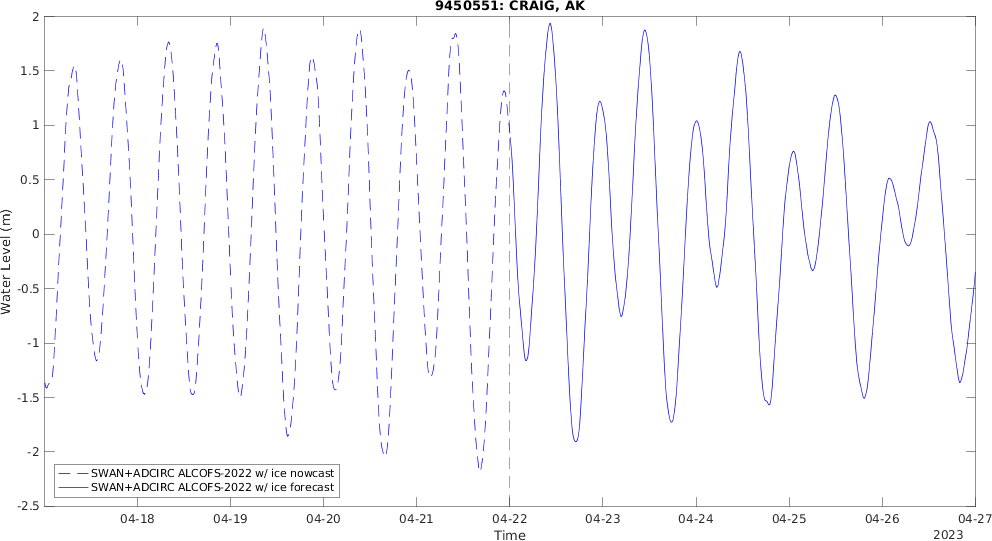 9450551: CRAIG, AK
2
1.5
1
0.5
0
-0.5
-1
-1.5
-2
-2.5
Water Level (m)
SWAN+ADCIRC ALCOFS-2022 w/ ice nowcast
SWAN+ADCIRC ALCOFS-2022 w/ ice forecast
04-18 04-19 04-20 04-21 04-22 04-23 04-24 04-25 04-26 04-27
Time
2023